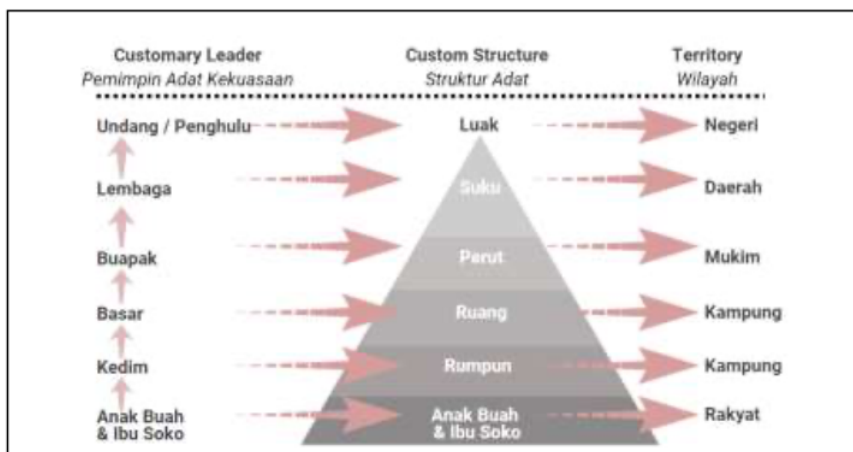 Customary Leader Custom Structure Territory
Pemimpin Adat Kekuasaan Struktur Adat Wilayah
Undang / Penghulu Luak Negeri
Lembaga Suku Daerah
Buapak Perut Mukim
Basar Ruang Kampung
Kedim Rumpun Kampung
Anak Buah Anak Buah Rakyat
& Ibu Soko & Ibu Soko